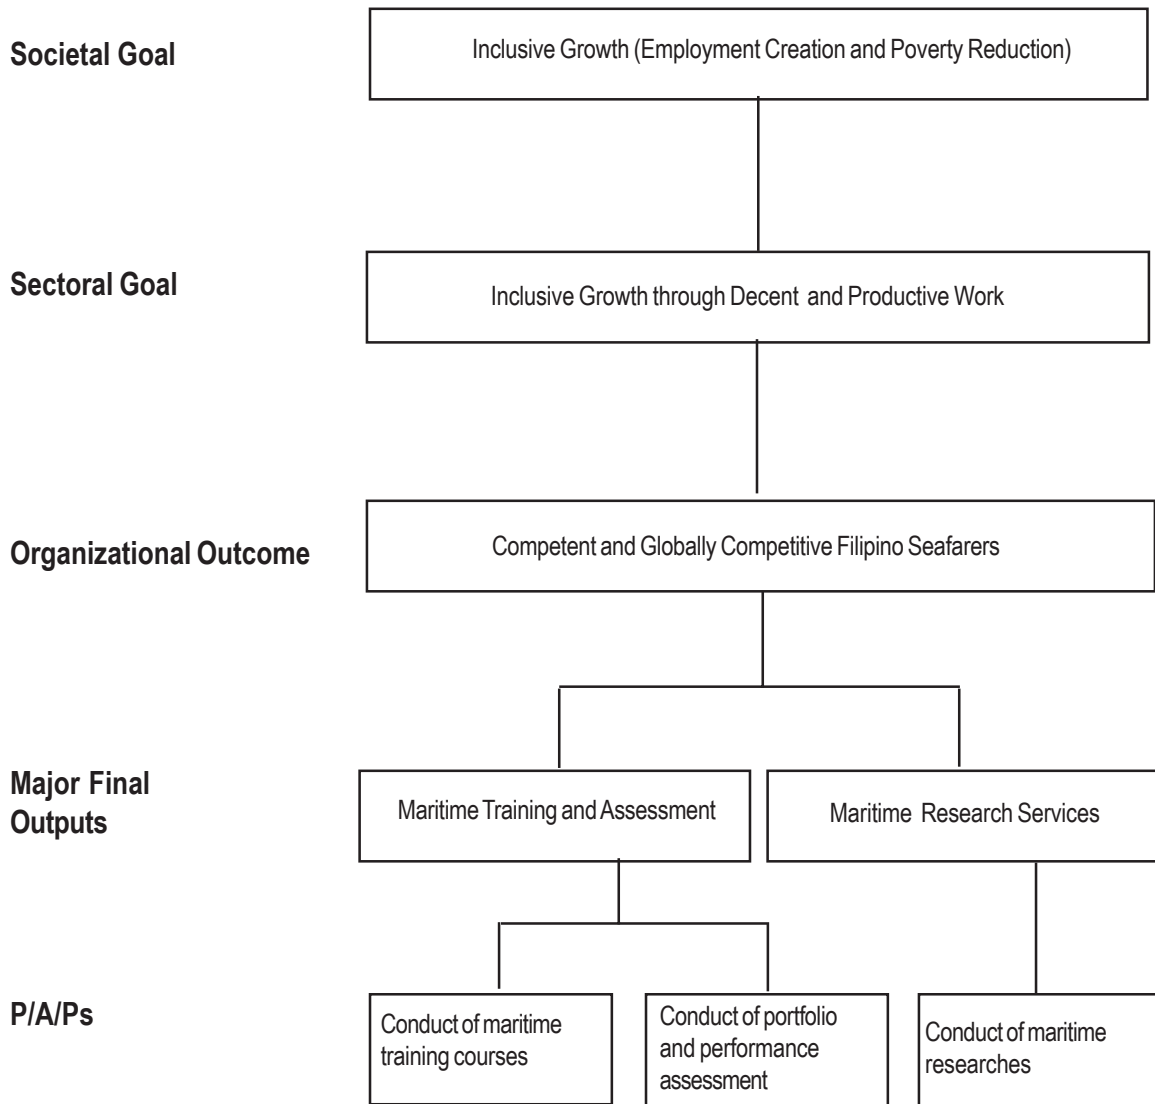 Societal Goal
Inclusive Growth (Employment Creation and Poverty Reduction)
Sectoral Goal
Inclusive Growth through Decent and Productive Work
Organizational Outcome
Competent and Globally Competitive Filipino Seafarers
Major Final
Outputs
Maritime Training and Assessment
Maritime Research Services
P/A/Ps
Conduct of maritime
training courses
Conduct of portfolio
and performance
assessment
Conduct of maritime
researches